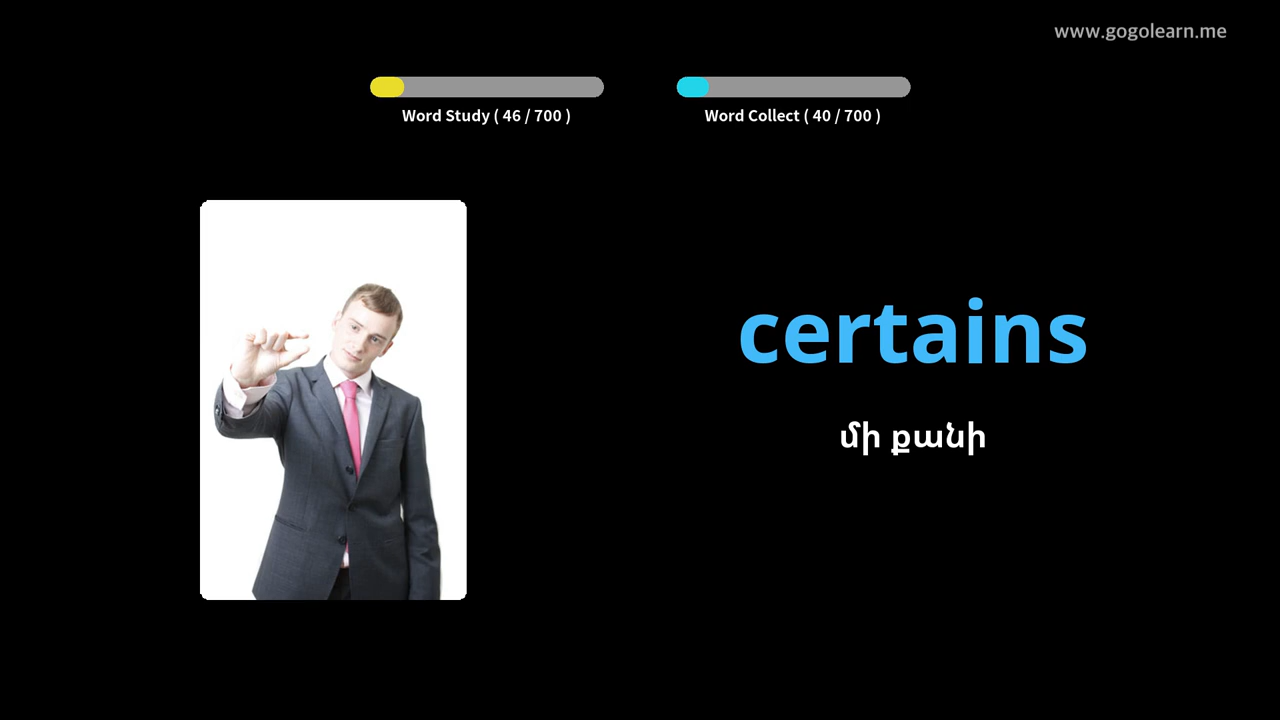 www.gogolearn.me
Word Study ( 46 / 700 )
Word Collect ( 40 / 700 )
certains
մի քանի